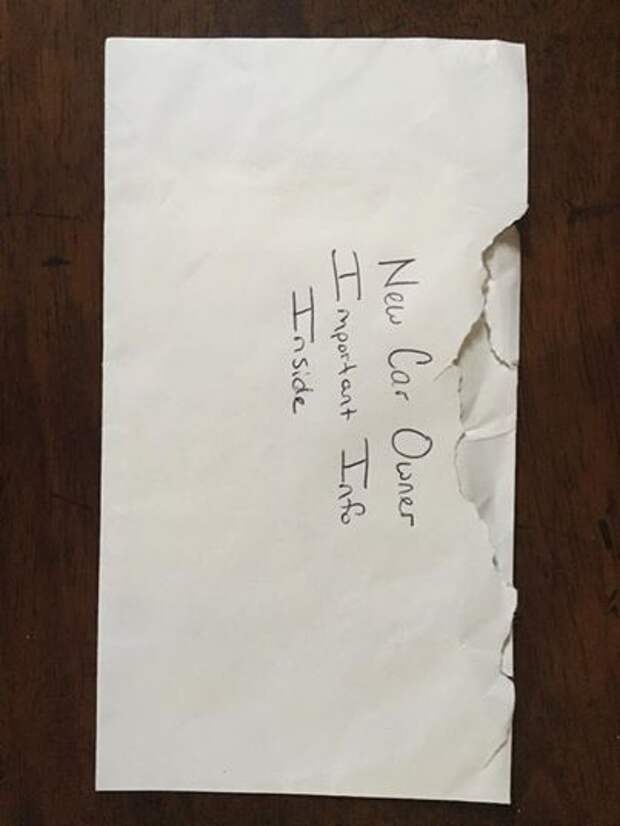 New Car Owner
Important Info
Inside